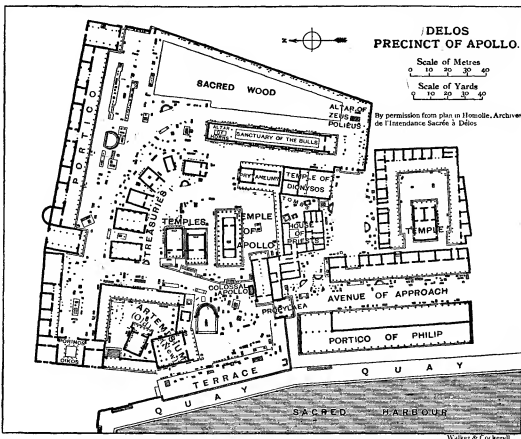 DELOS
PRECINCT OF APOLLO.
Scale of Metres
0 10 20 30 40
Scale of Yards
0 10 20 30 40
By permission from plan in Homolle, Archives
de l'Intendance Sacrée à Délos
SACRED WOOD
ALTAR OF
ZEUS
POLIEUS
SANCTUARY OF THE BULLS
PRYTANEUM
TEMPLE OF
DIONYSOS
TREASURIES
TEMPLES
TEMPLE
OF
APOLLO
HOUSE
OF
PRIESTS
TEMPLE
COLOSSAL
APOLLO
PROPYLAEA
AVENUE OF APPROACH
PORTICO OF PHILIP
OIKOS
TERRACE
QUAY
QUAY
SACRED HARBOUR
Walker & Cockerell